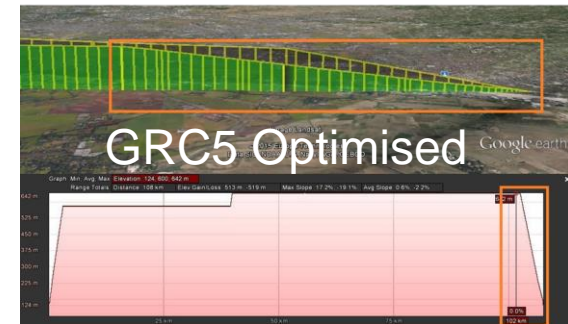 GRC5 Optimised
Google earth
Graph: Min, Avg, Max Elevation: 124, 600, 642 m
Range Totals: Distance: 108 km Elev Gain/Loss: 513 m, -519 m Max Slope: 17.2%, -19.1% Avg Slope: 0.6%, -2.2%
642 m
525 m
450 m
375 m
300 m
225 m
124 m
0.0%
25 km
50 km
75 km
102 km